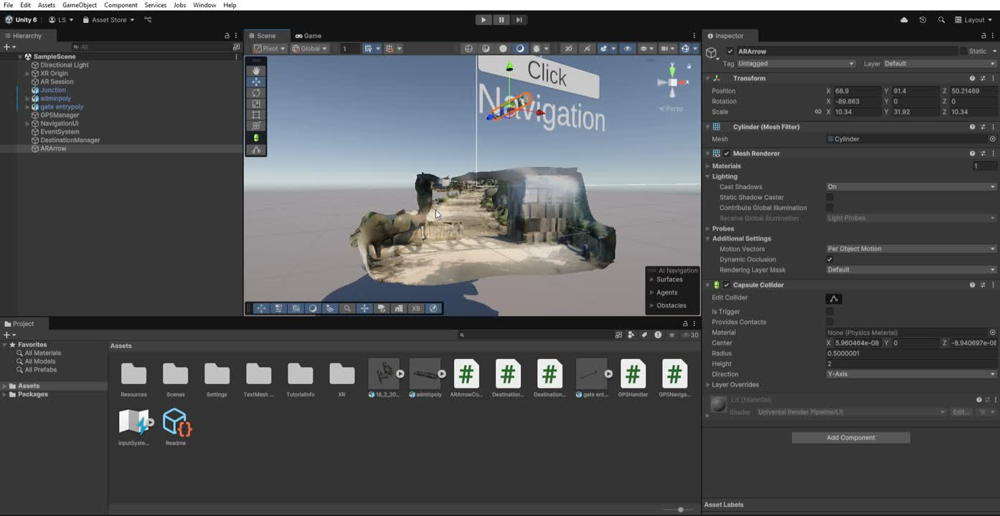 File Edit Assets GameObject Component Services Jobs Window Help
Unity 6 LS Asset Store Layout
Hierarchy
All
SampleScene
Directional Light
XR Origin
AR Session
Junction
adminpoly
gate entrypoly
GPSManager
NavigationUI
EventSystem
DestinationManager
ARArrow
Scene Game
Pivot Global 1 2D
Click
Navigation
y
x
Persp
AI Navigation
Surfaces
Agents
Obstacles
XB
Inspector
ARArrow Static
Tag Untagged Layer Default
Transform
Position X 68.9 Y 91.4 Z 50.21469
Rotation X -89.663 Y 0 Z 0
Scale X 10.34 Y 31.92 Z 10.34
Cylinder (Mesh Filter)
Mesh Cylinder
Mesh Renderer
Materials 1
Lighting
Cast Shadows On
Static Shadow Caster
Contribute Global Illumination
Receive Global Illumination Light Probes
Probes
Additional Settings
Motion Vectors Per Object Motion
Dynamic Occlusion
Rendering Layer Mask Default
Capsule Collider
Edit Collider
Is Trigger
Provides Contacts
Material None (Physics Material)
Center X 5.960464e-08 Y 0 Z -8.940697e-08
Radius 0.5000001
Height 2
Direction Y-Axis
Layer Overrides
Lit (Material)
Shader Universal Render Pipeline/Lit Edit...
Add Component
Asset Labels
Project
30
Favorites
All Materials
All Models
All Prefabs
Assets
Packages
Assets
Resources Scenes Settings TextMesh ... TutorialInfo XR 18_2_20... adminpoly ARArrowCo... Destination... Destination... gate ent... GPSHandler GPSNaviga...
InputSyste... Readme